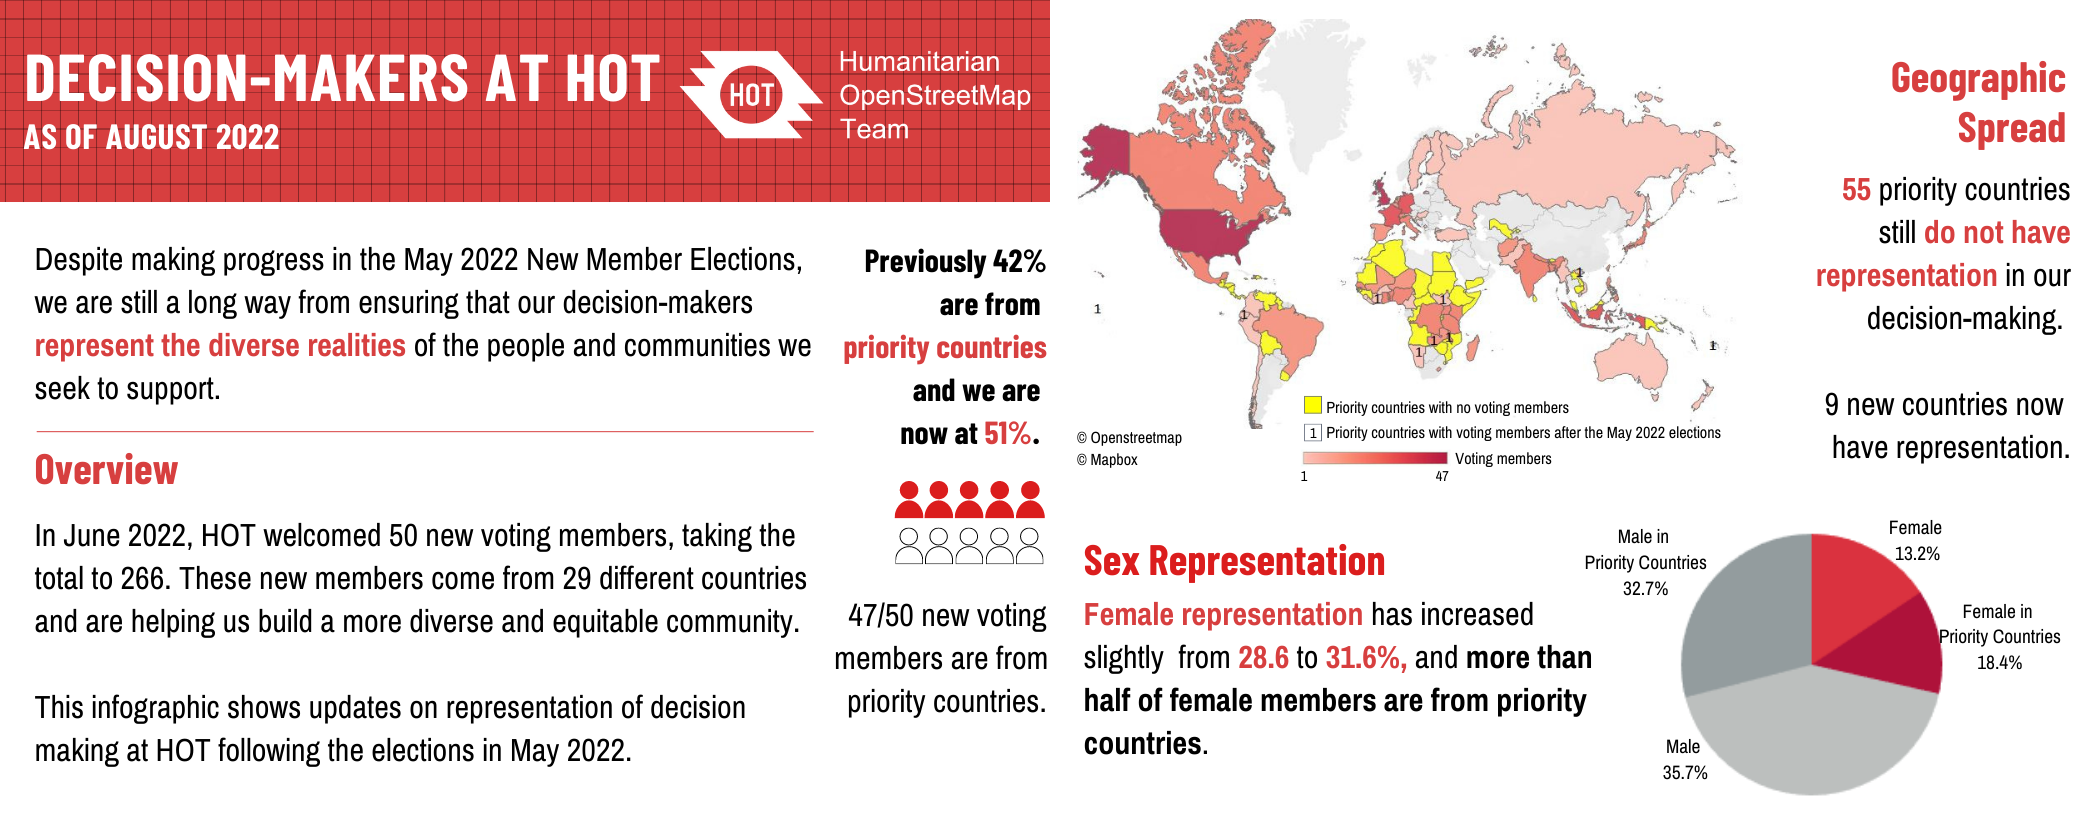 DECISION-MAKERS AT HOT
AS OF AUGUST 2022
HOT
Humanitarian
OpenStreetMap
Team
Despite making progress in the May 2022 New Member Elections,
we are still a long way from ensuring that our decision-makers
represent the diverse realities of the people and communities we
seek to support.
Overview
In June 2022, HOT welcomed 50 new voting members, taking the
total to 266. These new members come from 29 different countries
and are helping us build a more diverse and equitable community.
This infographic shows updates on representation of decision
making at HOT following the elections in May 2022.
Previously 42%
are from
priority countries
and we are
now at 51%.
47/50 new voting
members are from
priority countries.
1
1
1
1
1
1
1
1
1
© Openstreetmap
© Mapbox
Priority countries with no voting members
1 Priority countries with voting members after the May 2022 elections
Voting members
1 47
Geographic
Spread
55 priority countries
still do not have
representation in our
decision-making.
9 new countries now
have representation.
Sex Representation
Female representation has increased
slightly from 28.6 to 31.6%, and more than
half of female members are from priority
countries.
Male in
Priority Countries
32.7%
Female
13.2%
Female in
Priority Countries
18.4%
Male
35.7%